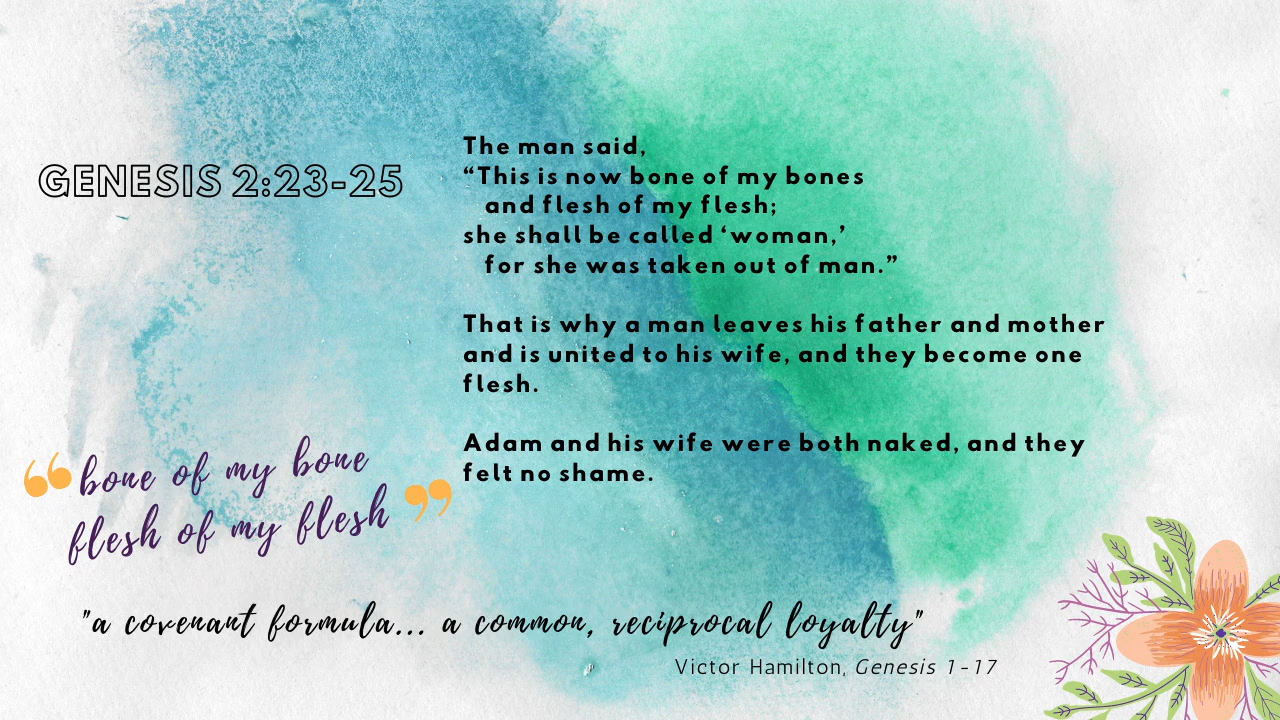 GENESIS 2:23-25
The man said,
“This is now bone of my bones
and flesh of my flesh;
she shall be called ‘woman,’
for she was taken out of man.”
That is why a man leaves his father and mother
and is united to his wife, and they become one
flesh.
Adam and his wife were both naked, and they
felt no shame.
“bone of my bone
flesh of my flesh”
"a covenant formula... a common, reciprocal loyalty"
Victor Hamilton, Genesis 1-17